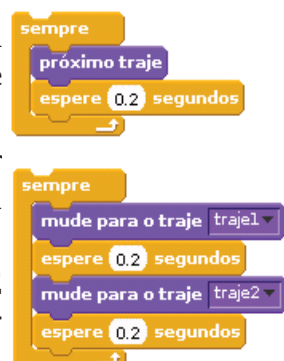 sempre
próximo traje
espere 0.2 segundos
sempre
mude para o traje traje1
espere 0.2 segundos
mude para o traje traje2
espere 0.2 segundos